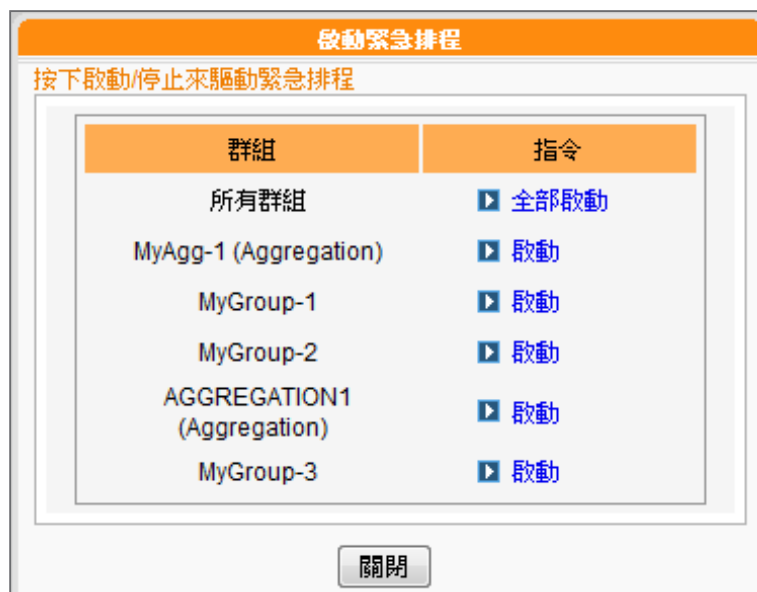 啟動緊急排程
按下啟動/停止來驅動緊急排程
群組 指令
所有群組 全部啟動
MyAgg-1 (Aggregation) 啟動
MyGroup-1 啟動
MyGroup-2 啟動
AGGREGATION1
(Aggregation) 啟動
MyGroup-3 啟動
關閉